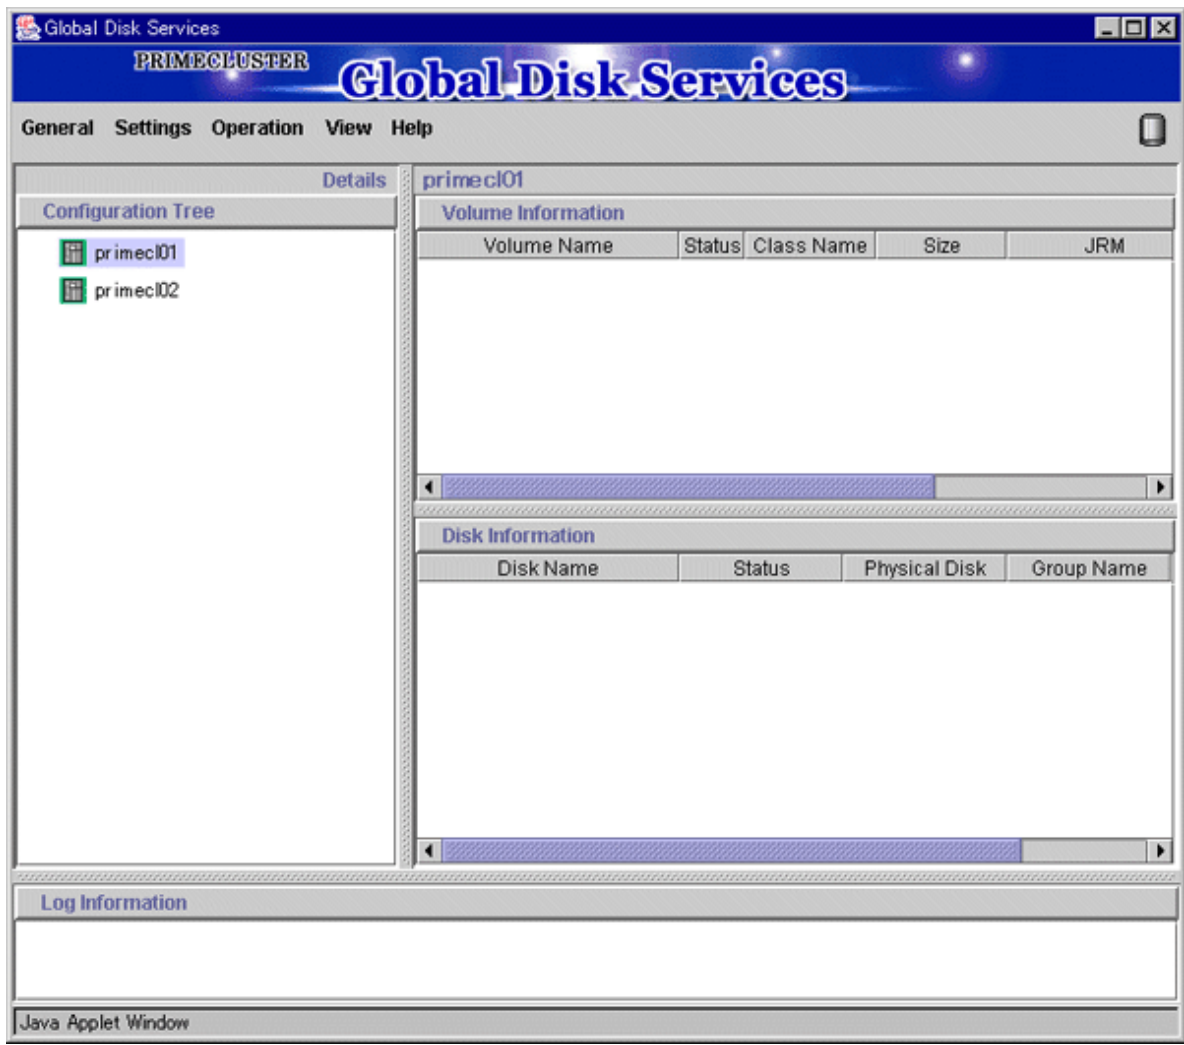 Global Disk Services
PRIMECLUSTER
Global Disk Services
General Settings Operation View Help
Details
Configuration Tree
primecl01
primecl02
primecl01
Volume Information
Volume Name Status Class Name Size JRM
Disk Information
Disk Name Status Physical Disk Group Name
Log Information
Java Applet Window